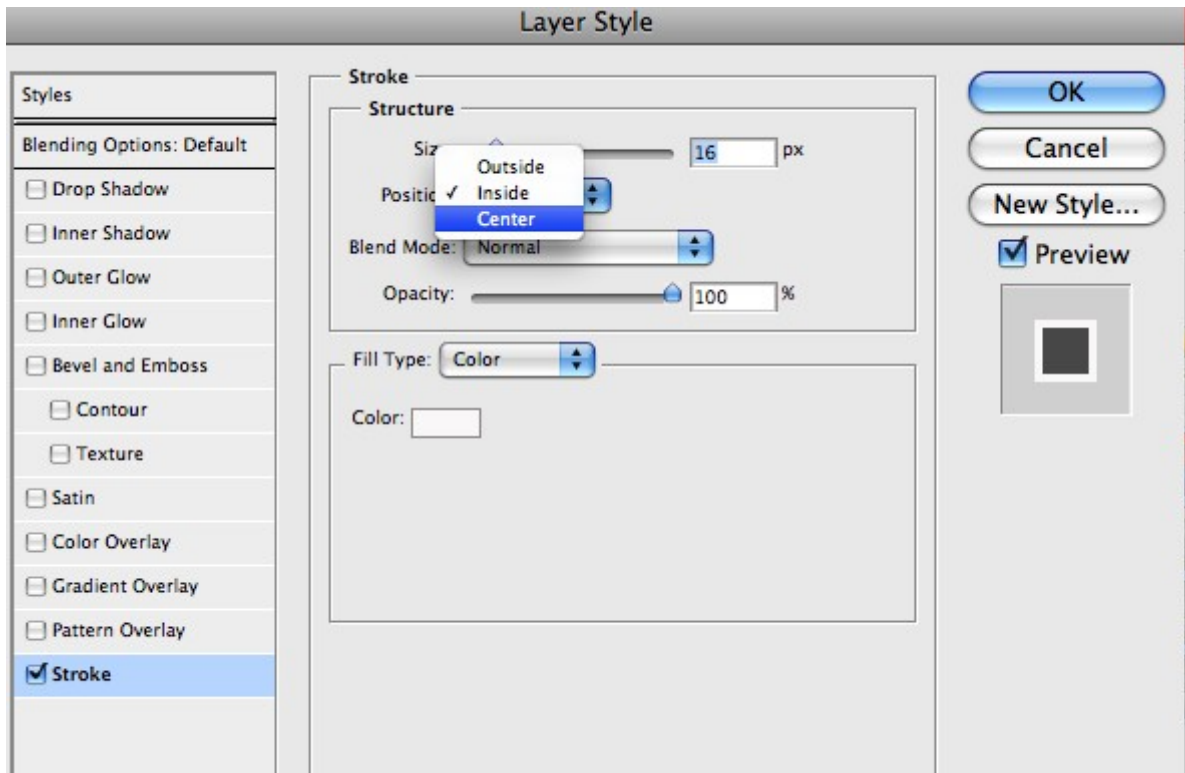 Layer Style
Styles
Blending Options: Default
Drop Shadow
Inner Shadow
Outer Glow
Inner Glow
Bevel and Emboss
Contour
Texture
Satin
Color Overlay
Gradient Overlay
Pattern Overlay
Stroke
Stroke
Structure
Siz
16 px
Outside
Positio ✓ Inside
Center
Blend Mode: Normal
Opacity: 100 %
Fill Type: Color
Color:
OK
Cancel
New Style...
Preview